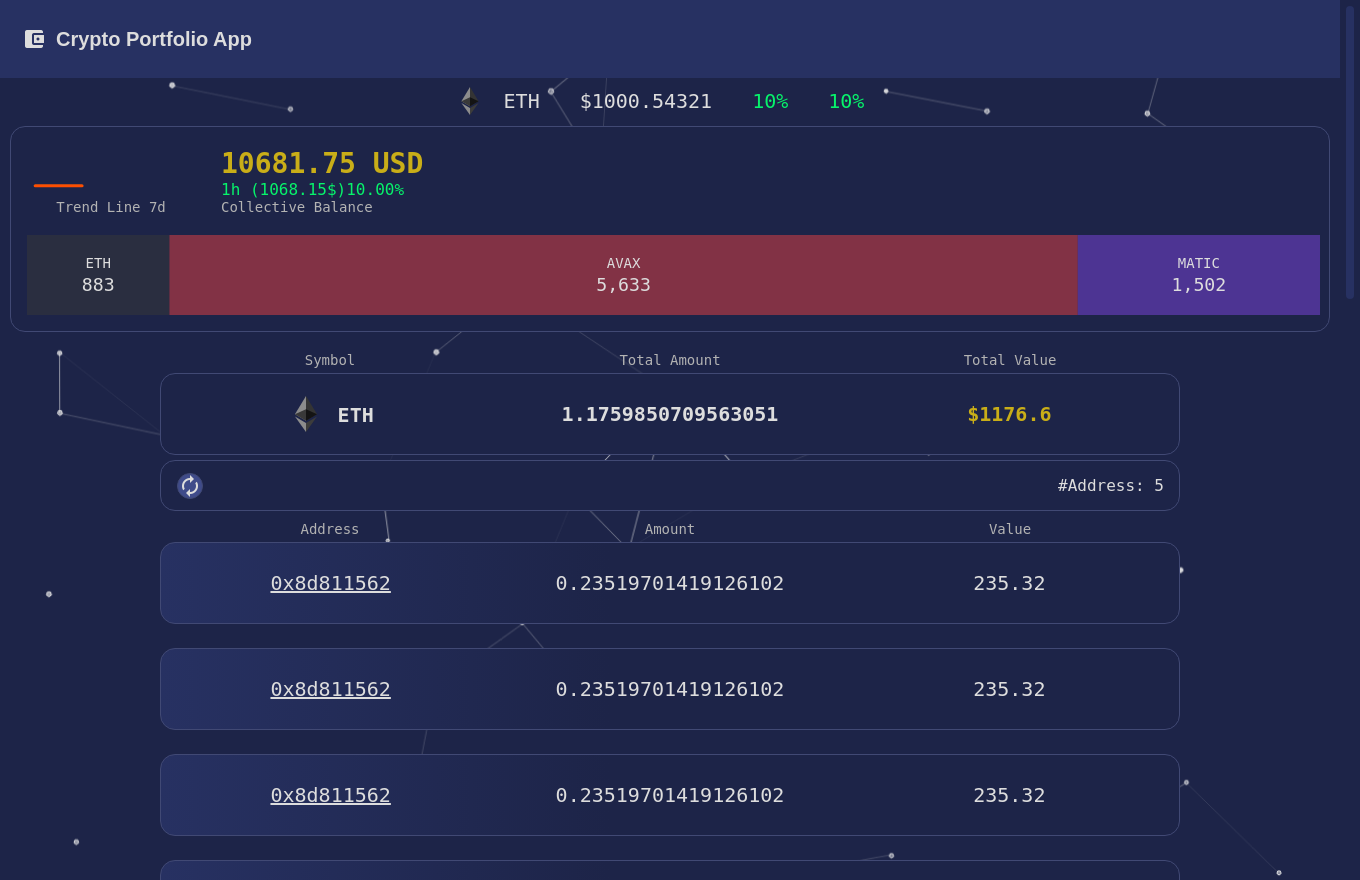 Crypto Portfolio App
ETH $1000.54321 10% 10%
10681.75 USD
1h (1068.15$)10.00%
Trend Line 7d Collective Balance
ETH AVAX MATIC
883 5,633 1,502
Symbol Total Amount Total Value
ETH 1.1759850709563051 $1176.6
#Address: 5
Address Amount Value
0x8d811562 0.23519701419126102 235.32
0x8d811562 0.23519701419126102 235.32
0x8d811562 0.23519701419126102 235.32